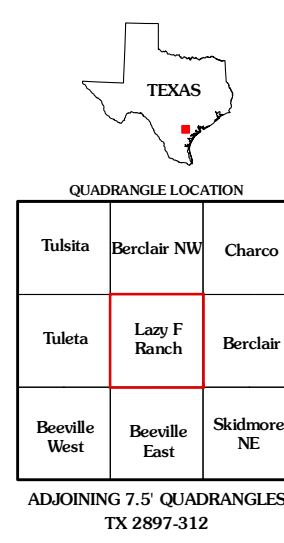 TEXAS
QUADRANGLE LOCATION
Tulsita
Berclair NW
Charco
Tuleta
Lazy F
Ranch
Berclair
Beeville
West
Beeville
East
Skidmore
NE
ADJOINING 7.5' QUADRANGLES
TX 2897-312